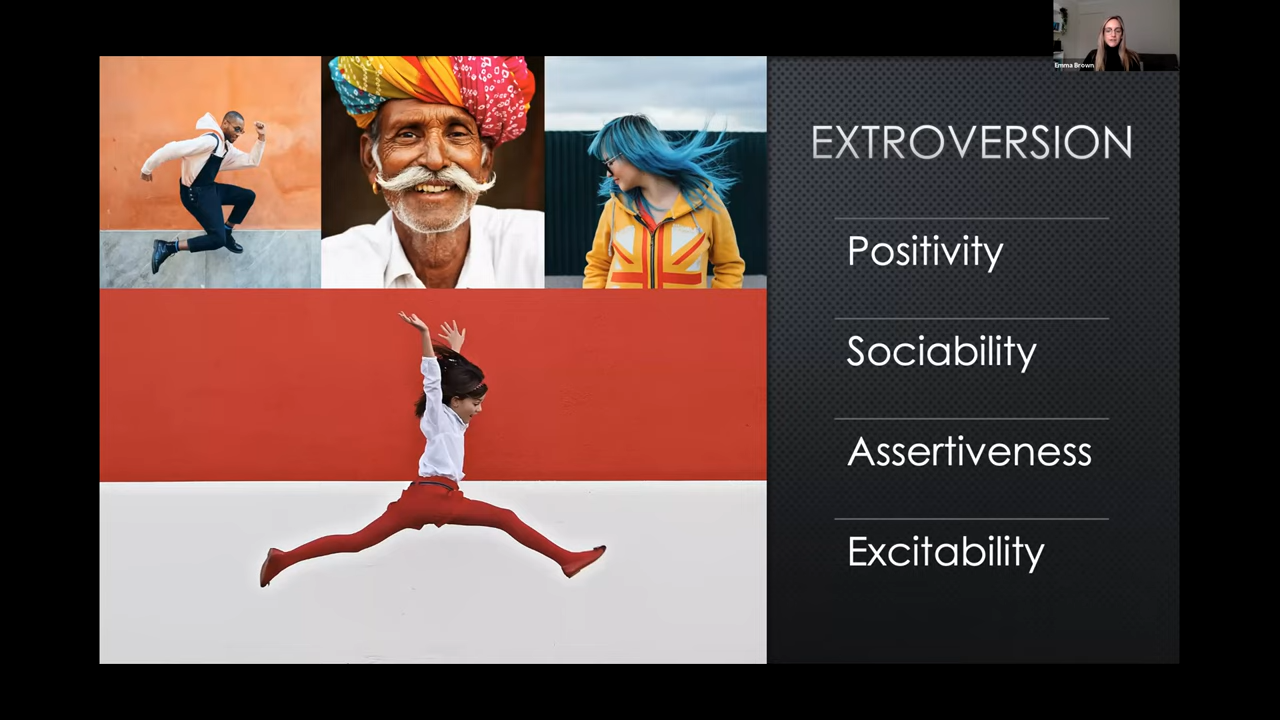 Emma Brown
EXTROVERSION
Positivity
Sociability
Assertiveness
Excitability